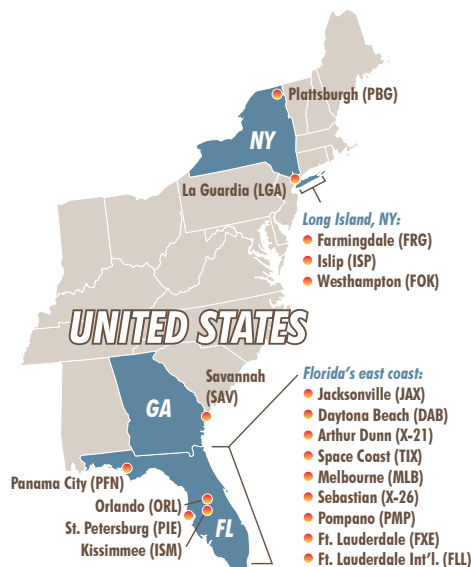 Plattsburgh (PBG)
NY
La Guardia (LGA)
Long Island, NY:
Farmingdale (FRG)
Islip (ISP)
Westhampton (FOK)
UNITED STATES
Savannah
(SAV)
GA
Florida's east coast:
Jacksonville (JAX)
Daytona Beach (DAB)
Arthur Dunn (X-21)
Space Coast (TIX)
Melbourne (MLB)
Sebastian (X-26)
Pompano (PMP)
Ft. Lauderdale (FXE)
Ft. Lauderdale Int'l. (FLL)
Panama City (PFN)
Orlando (ORL)
St. Petersburg (PIE)
Kissimmee (ISM)
FL